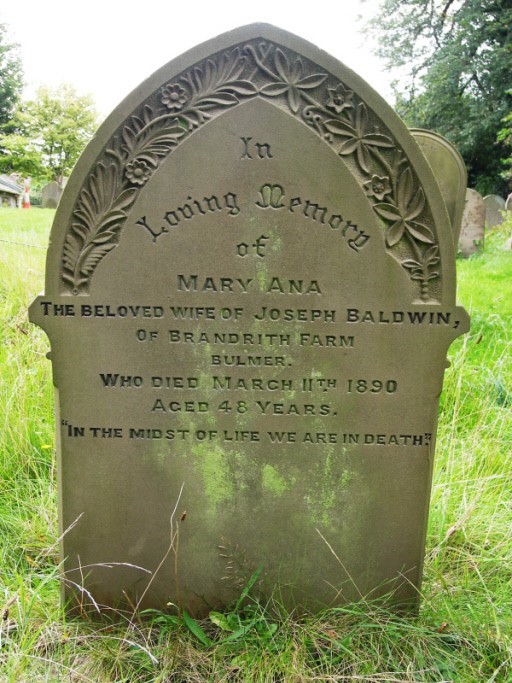 In
Loving Memory
of
MARY ANA
THE BELOVED WIFE OF JOSEPH BALDWIN,
OF BRANDRITH FARM
BULMER.
WHO DIED MARCH 11TH 1890
AGED 48 YEARS.
"IN THE MIDST OF LIFE WE ARE IN DEATH".